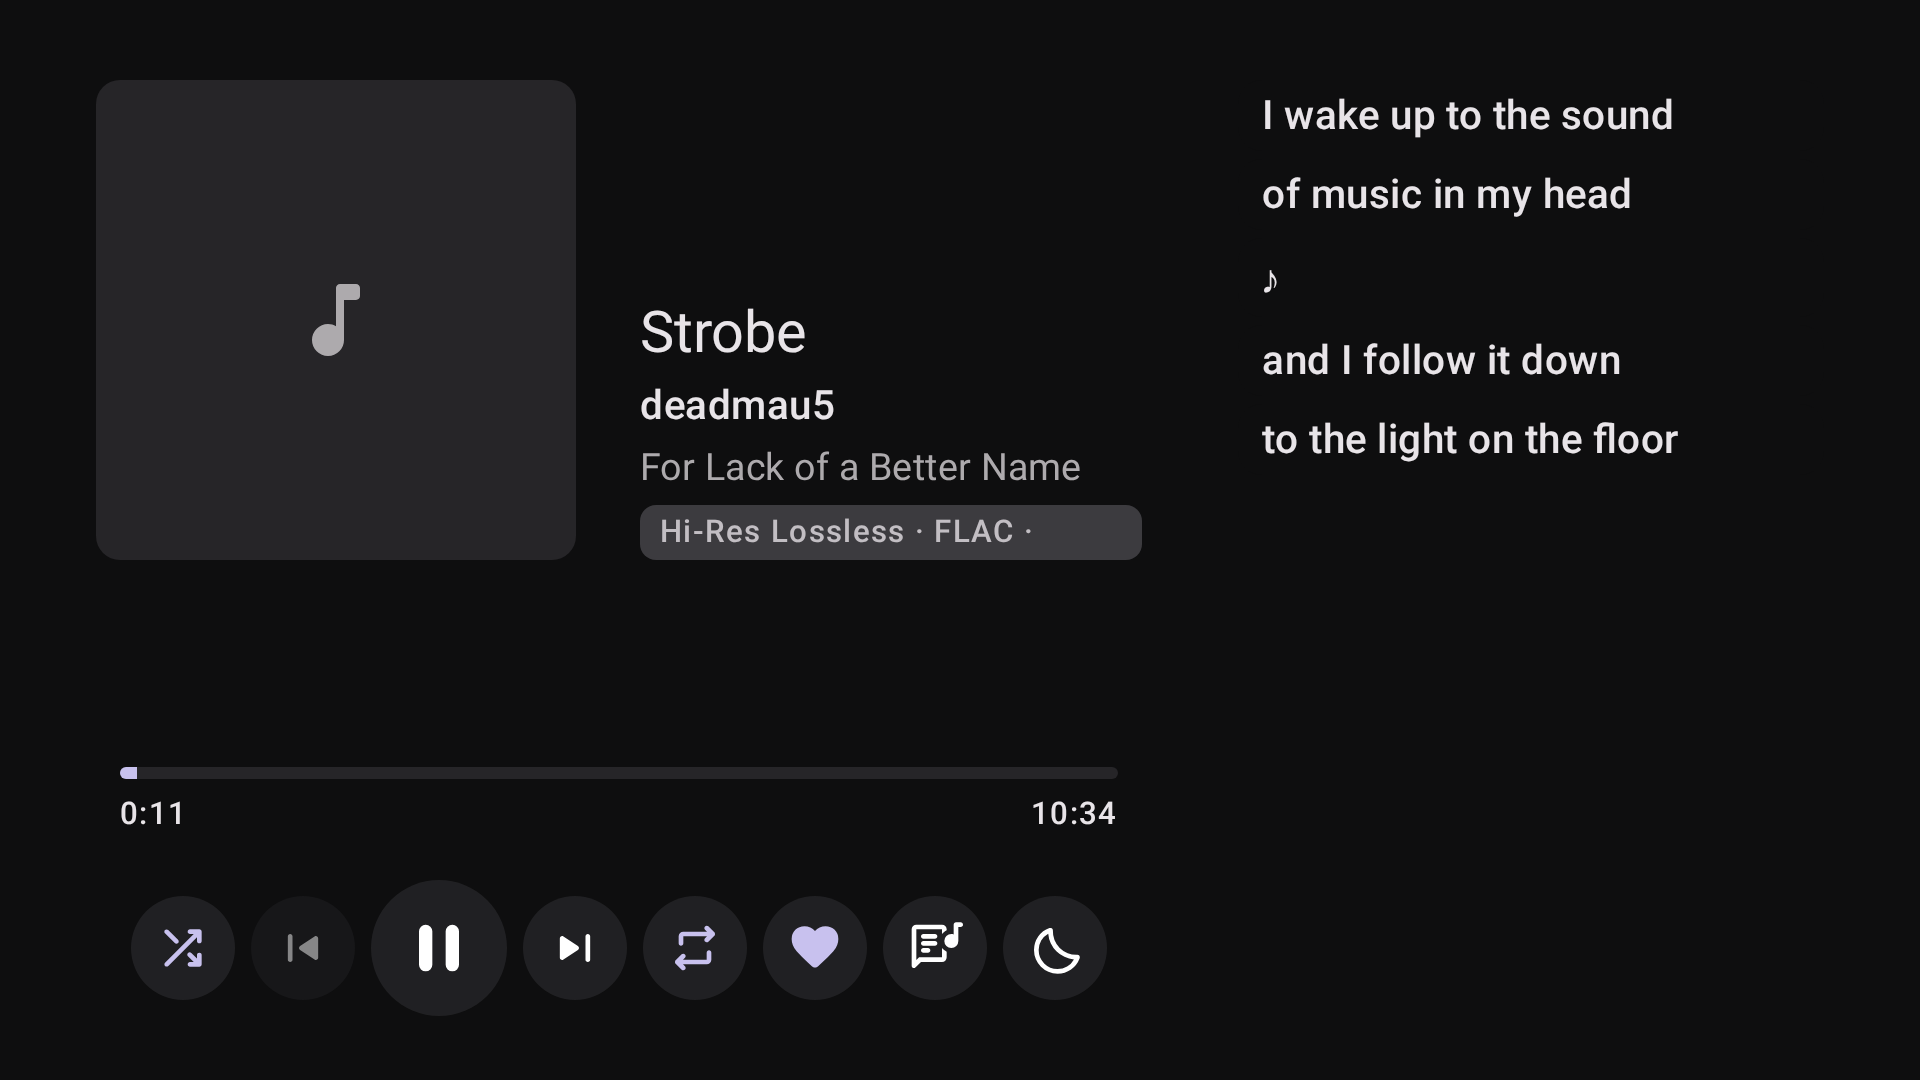 Strobe
deadmau5
For Lack of a Better Name
Hi-Res Lossless · FLAC ·
0:11
10:34
I wake up to the sound
of music in my head
♪
and I follow it down
to the light on the floor